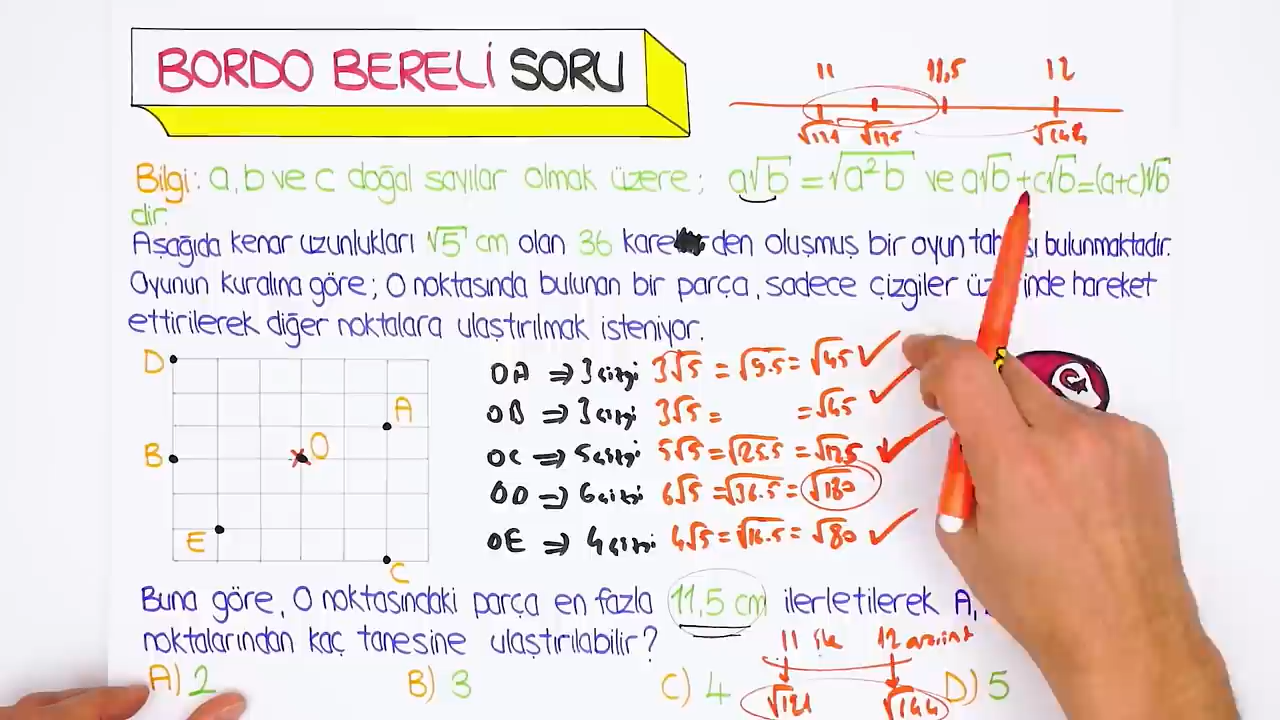 BORDO BERELİ SORU
11 11,5 12
√121 √125 √144
Bilgi: a, b ve c doğal sayılar olmak üzere; a√b = √a²b ve a√b+c√b=(a+c)√b
dir.
Aşağıda kenar uzunlukları √5 cm olan 36 kare den oluşmuş bir oyun bulunmaktadır.
Oyunun kuralına göre; O noktasında bulunan bir parça, sadece çizgiler hareket
ettirilerek diğer noktalara ulaştırılmak isteniyor.
D
A
B
O
E
C
OA ⇒ 3 çizgi 3√5 = √9.5 = √45 ✓
OB ⇒ 3 çizgi 3√5 = = √45 ✓
OC ⇒ 5 çizgi 5√5 = √25.5 = √125 ✓
OD ⇒ 6 çizgi 6√5 = √36.5 = √180
OE ⇒ 4 çizgi 4√5 = √16.5 = √80 ✓
Buna göre, O noktasındaki parça en fazla 11,5 cm ilerletilerek A,
noktalarından kaç tanesine ulaştırılabilir?
11 ile 12 arasında
√121 √144
A) 2 B) 3 C) 4 D) 5